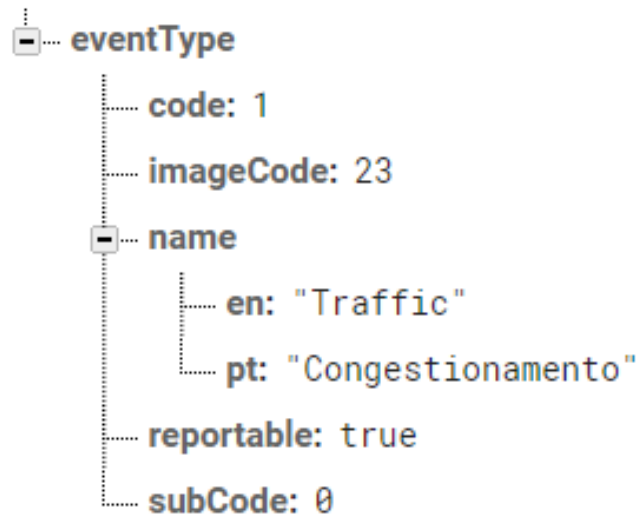 eventType
code: 1
imageCode: 23
name
en: "Traffic"
pt: "Congestionamento"
reportable: true
subCode: 0